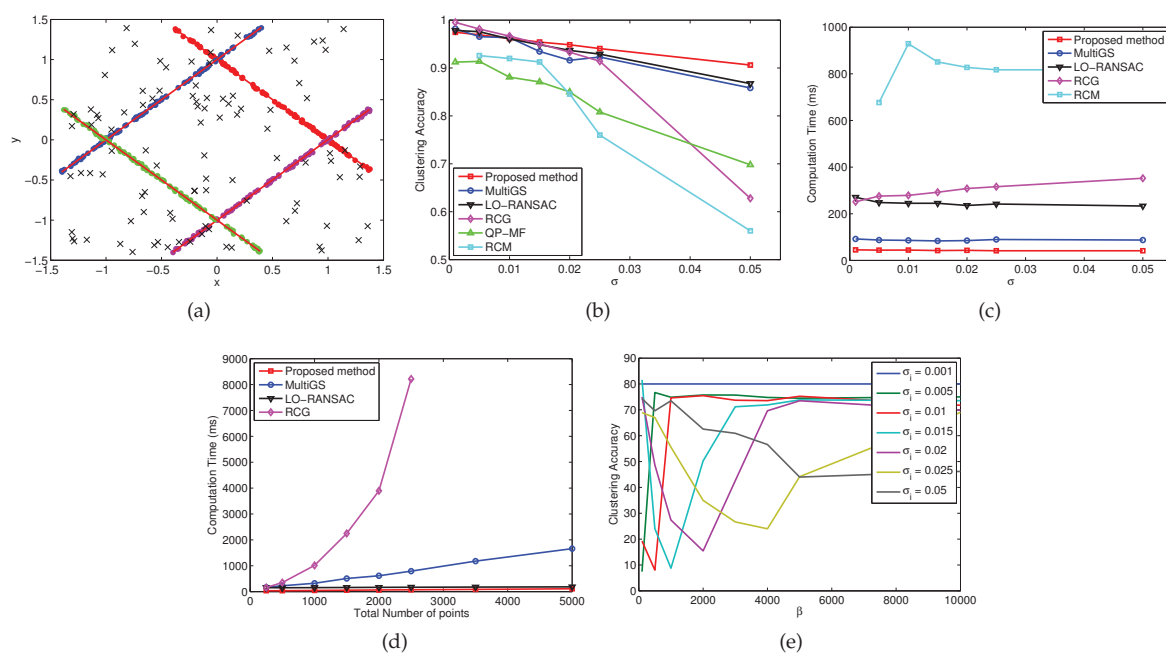 1.5
1
0.5
0
−0.5
−1
−1.5
y
−1.5 −1 −0.5 0 0.5 1 1.5
x
(a)
1
0.9
0.8
0.7
0.6
0.5
Clustering Accuracy
Proposed method
MultiGS
LO−RANSAC
RCG
QP−MF
RCM
0 0.01 0.02 0.03 0.04 0.05
σ
(b)
1000
800
600
400
200
0
Computation Time (ms)
Proposed method
MultiGS
LO−RANSAC
RCG
RCM
0 0.01 0.02 0.03 0.04 0.05
σ
(c)
9000
8000
7000
6000
5000
4000
3000
2000
1000
0
Computation Time (ms)
Proposed method
MultiGS
LO−RANSAC
RCG
0 1000 2000 3000 4000 5000
Total Number of points
(d)
90
80
70
60
50
40
30
20
10
0
Clustering Accuracy
σi = 0.001
σi = 0.005
σi = 0.01
σi = 0.015
σi = 0.02
σi = 0.025
σi = 0.05
0 2000 4000 6000 8000 10000
β
(e)